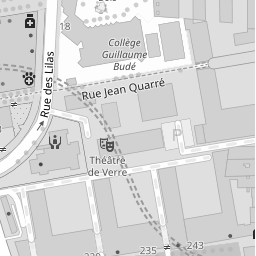 18
Collège
Guillaume
Budé
Rue des Lilas
Rue Jean Quarré
P
Théâtre
de Verre
235
243